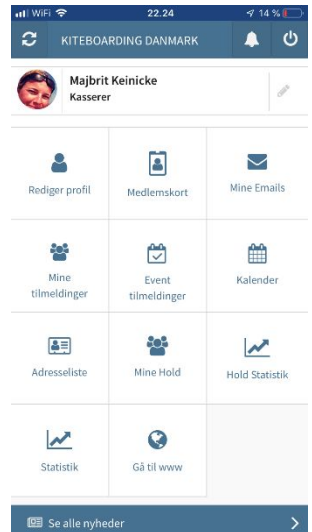 WiFi 22.24 14 %
KITEBOARDING DANMARK
Majbrit Keinicke
Kasserer
Rediger profil
Medlemskort
Mine Emails
Mine
tilmeldinger
Event
tilmeldinger
Kalender
Adresseliste
Mine Hold
Hold Statistik
Statistik
Gå til www
Se alle nyheder